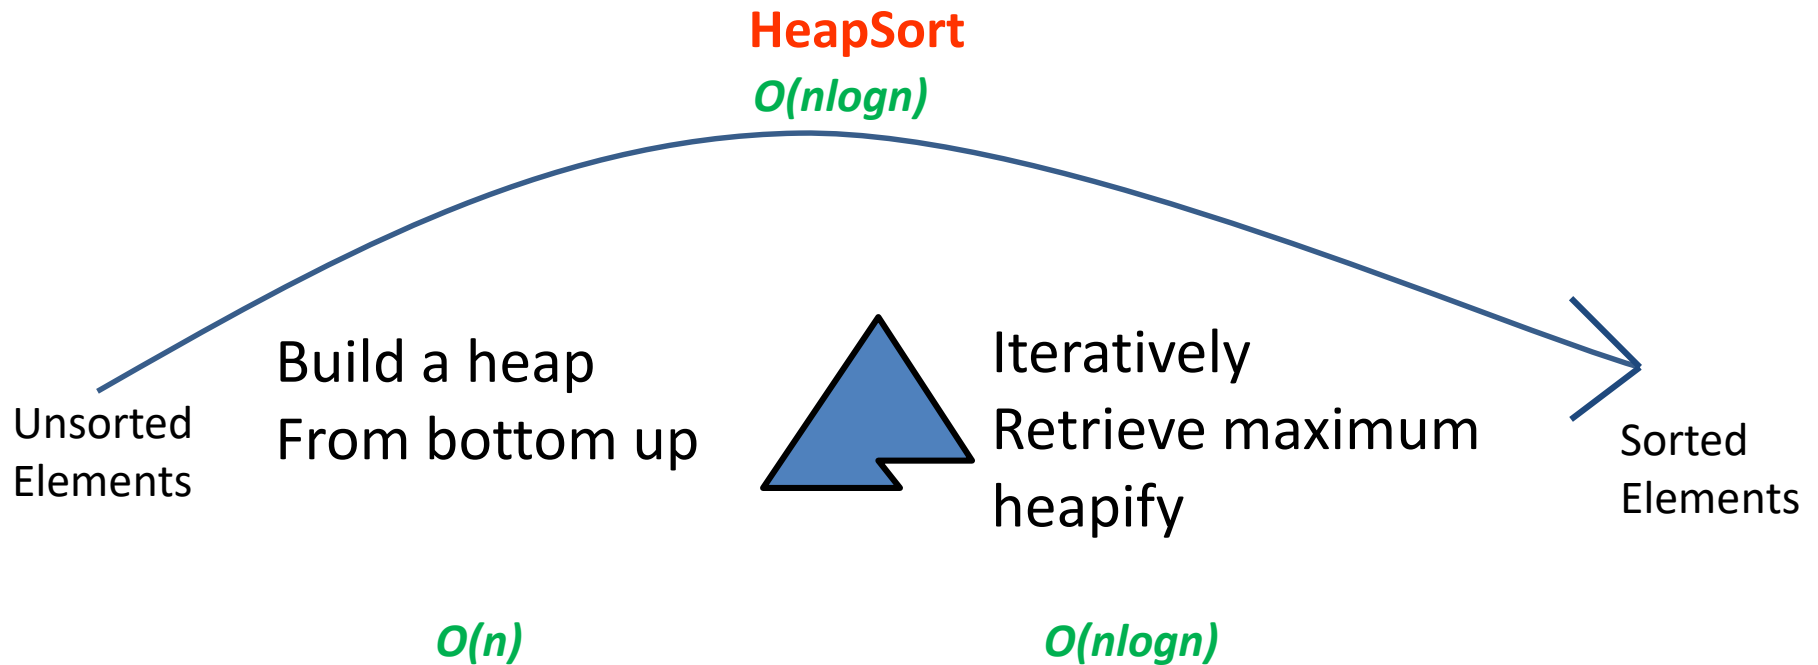 HeapSort
O(nlogn)
Build a heap
From bottom up
Iteratively
Retrieve maximum
heapify
Unsorted
Elements
Sorted
Elements
O(n)
O(nlogn)